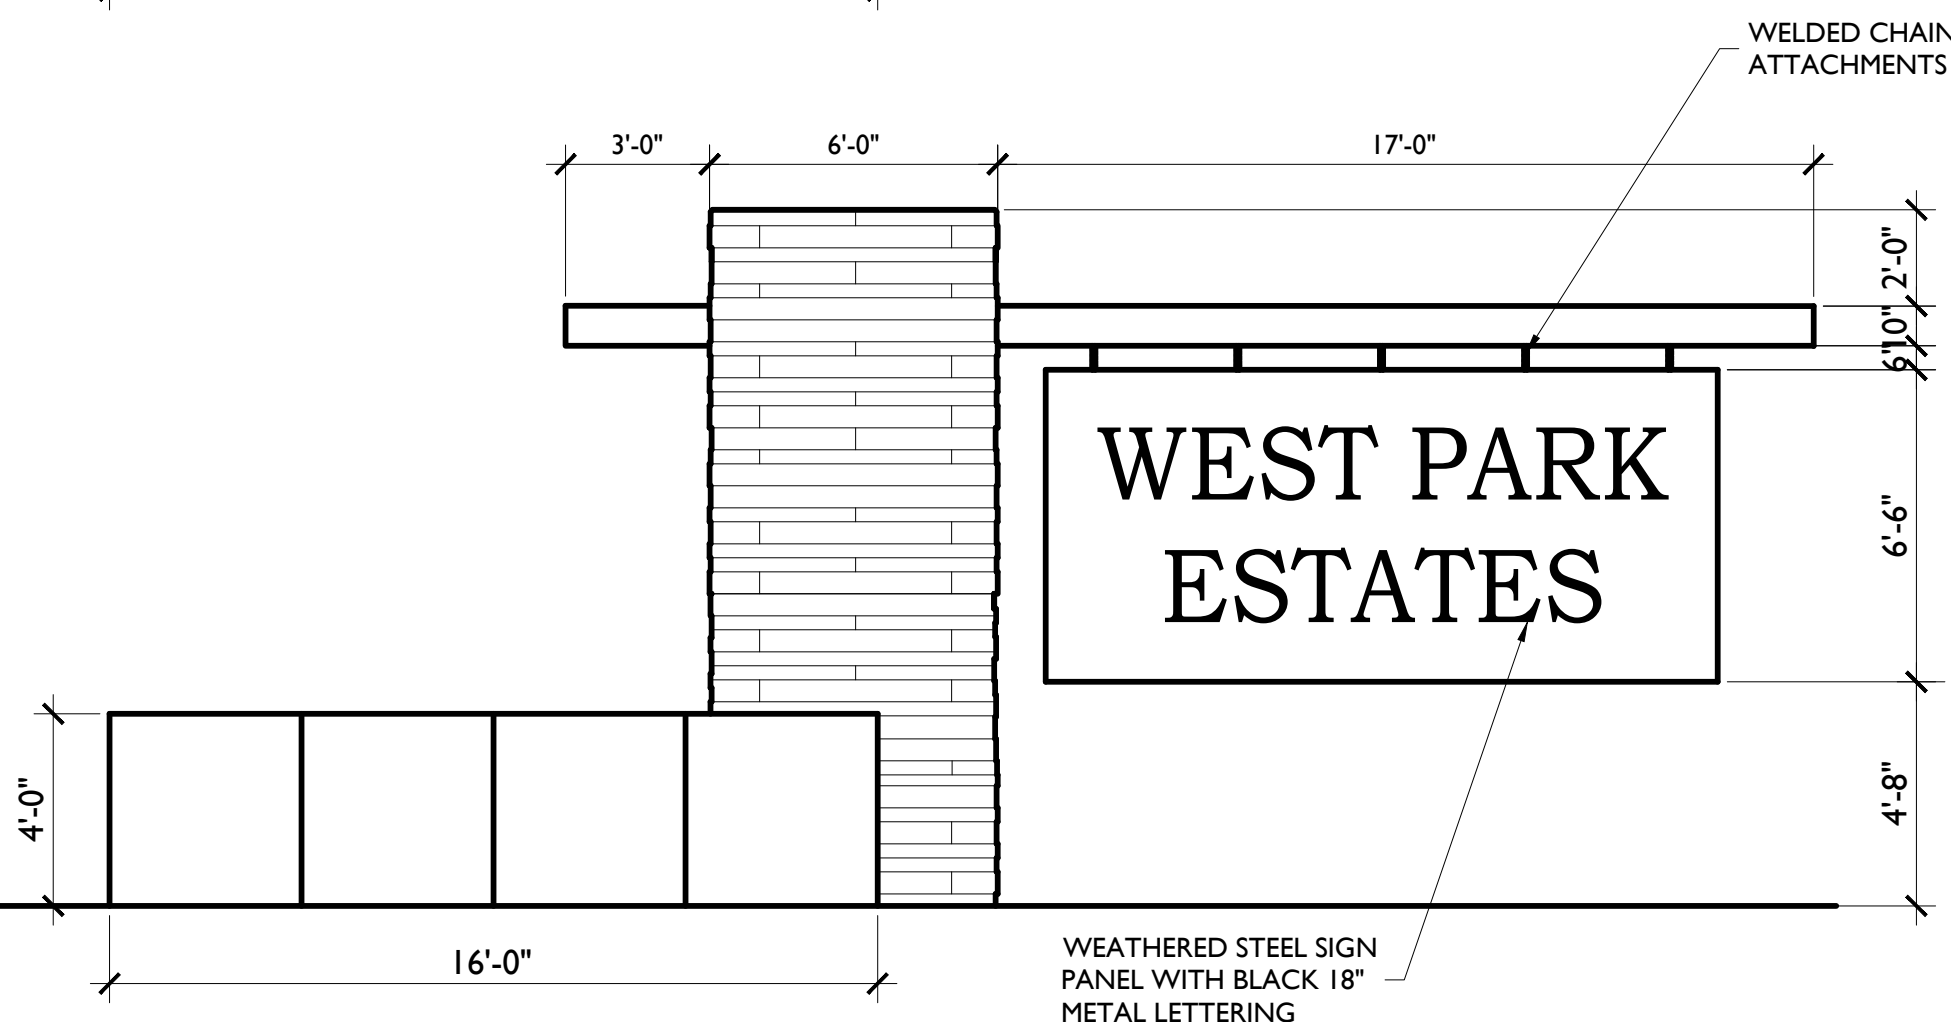 WELDED CHAIN
ATTACHMENTS
3'-0"
6'-0"
17'-0"
2'-0"
10"
6"
WEST PARK
ESTATES
6'-6"
4'-8"
4'-0"
16'-0"
WEATHERED STEEL SIGN
PANEL WITH BLACK 18"
METAL LETTERING